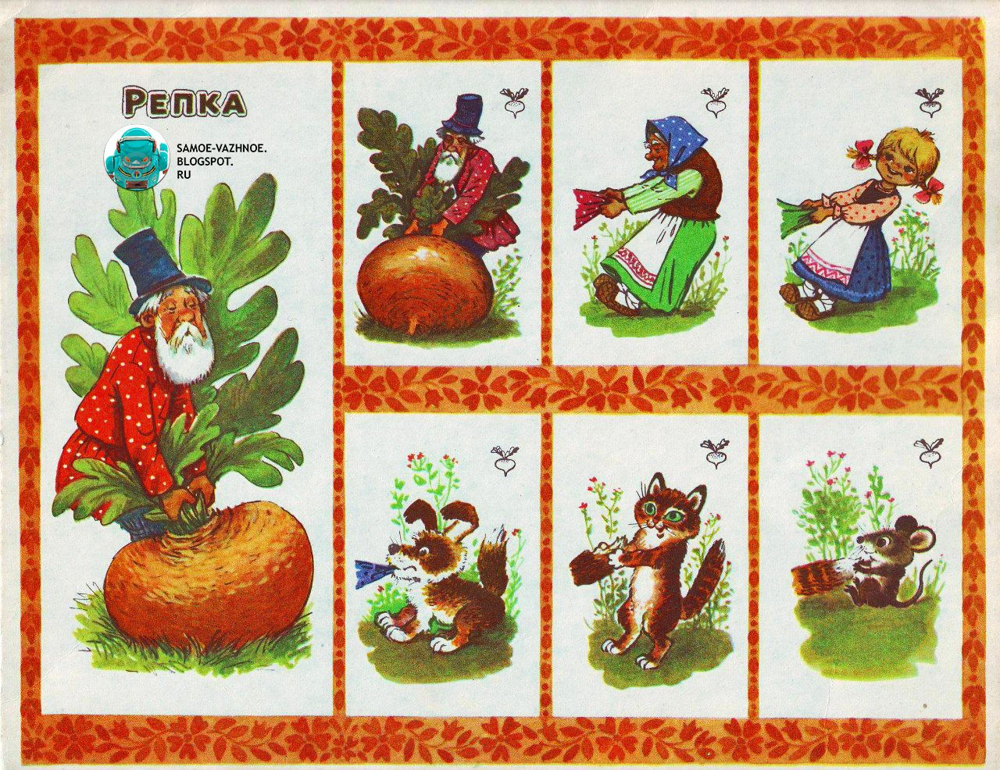 Репка
SAMOE-VAZHNOE.
BLOGSPOT.
RU